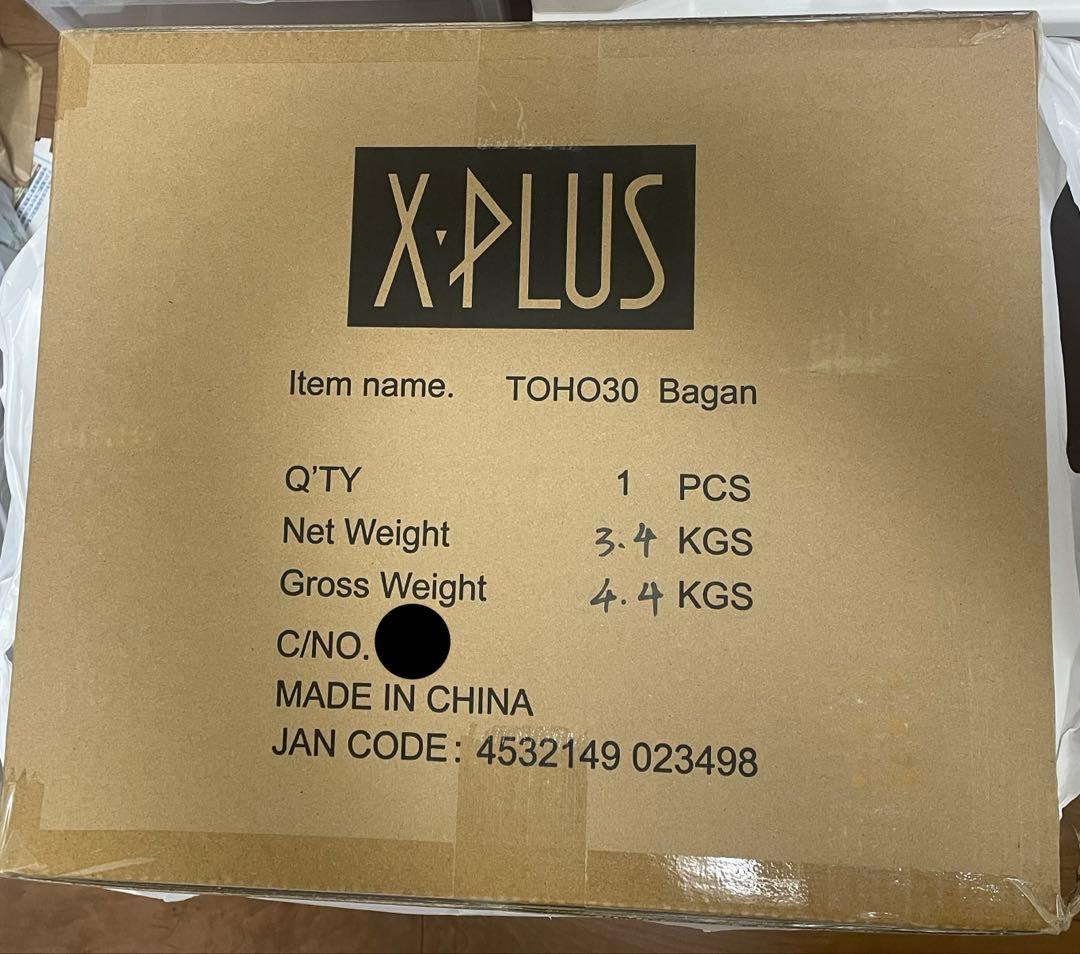 X·PLUS
Item name. TOHO30 Bagan
Q'TY 1 PCS
Net Weight 3.4 KGS
Gross Weight 4.4 KGS
C/NO.
MADE IN CHINA
JAN CODE: 4532149 023498